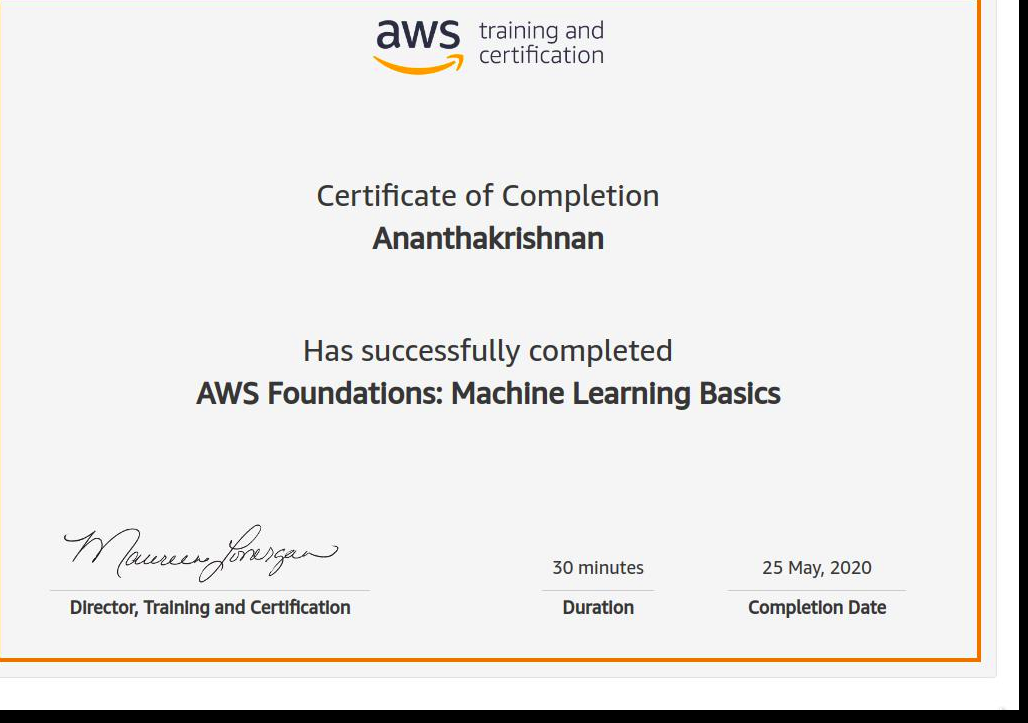 aws training and
certification
Certificate of Completion
Ananthakrishnan
Has successfully completed
AWS Foundations: Machine Learning Basics
Maureen Lonergan
30 minutes
25 May, 2020
Director, Training and Certification
Duration
Completion Date